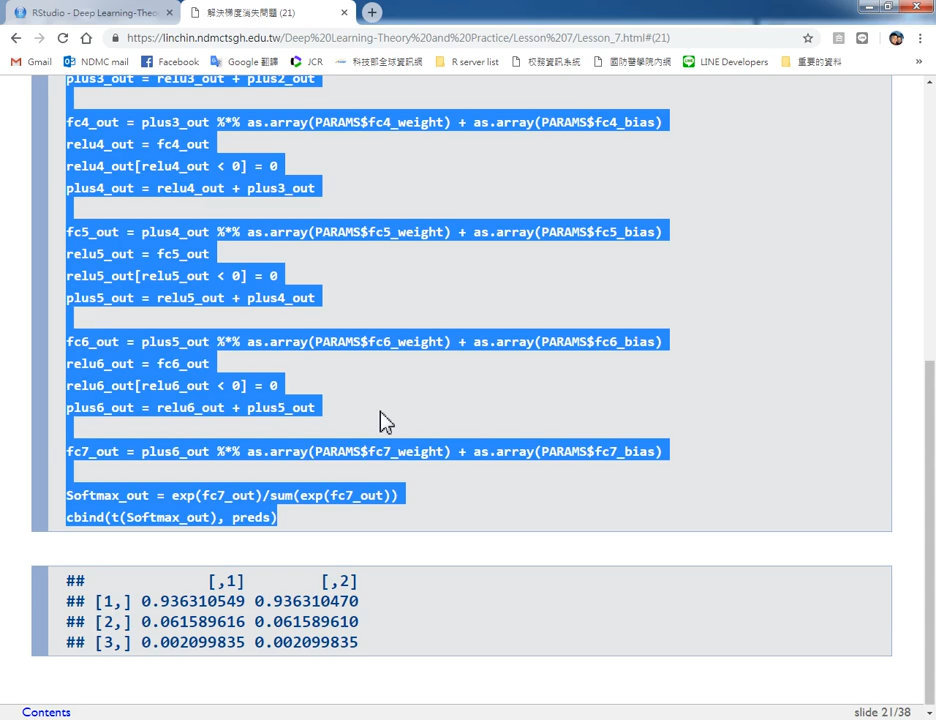 RStudio - Deep Learning-Theo
解決梯度消失問題 (21)
https://linchin.ndmctsgh.edu.tw/Deep%20Learning-Theory%20and%20Practice/Lesson%207/Lesson_7.html#(21)
Gmail NDMC mail Facebook Google 翻譯 JCR 科技部全球資訊網 R server list 校務資訊系統 國防醫學院內網 LINE Developers 重要的資料 »
plus3_out = relu3_out + plus2_out
fc4_out = plus3_out %*% as.array(PARAMS$fc4_weight) + as.array(PARAMS$fc4_bias)
relu4_out = fc4_out
relu4_out[relu4_out < 0] = 0
plus4_out = relu4_out + plus3_out
fc5_out = plus4_out %*% as.array(PARAMS$fc5_weight) + as.array(PARAMS$fc5_bias)
relu5_out = fc5_out
relu5_out[relu5_out < 0] = 0
plus5_out = relu5_out + plus4_out
fc6_out = plus5_out %*% as.array(PARAMS$fc6_weight) + as.array(PARAMS$fc6_bias)
relu6_out = fc6_out
relu6_out[relu6_out < 0] = 0
plus6_out = relu6_out + plus5_out
fc7_out = plus6_out %*% as.array(PARAMS$fc7_weight) + as.array(PARAMS$fc7_bias)
Softmax_out = exp(fc7_out)/sum(exp(fc7_out))
cbind(t(Softmax_out), preds)
## [,1] [,2]
## [1,] 0.936310549 0.936310470
## [2,] 0.061589616 0.061589610
## [3,] 0.002099835 0.002099835
Contents
slide 21/38